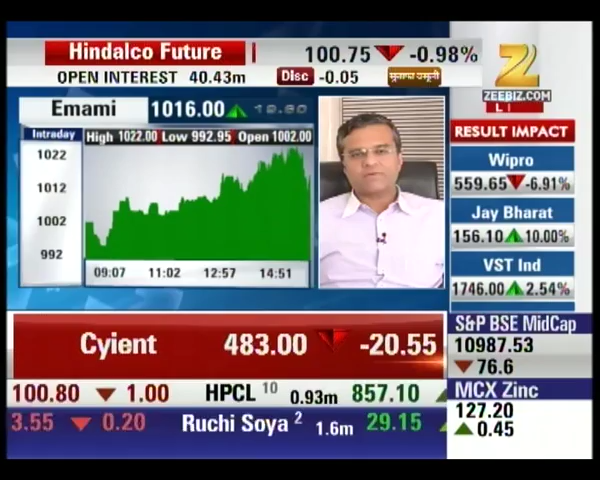 Hindalco Future 100.75 -0.98%
OPEN INTEREST 40.43m Disc -0.05 मुनाफा वसूली
ZEEBIZ.COM
Emami 1016.00
Intraday High 1022.00 Low 992.95 Open 1002.00
1022
1012
1002
992
09:07 11:02 12:57 14:51
RESULT IMPACT
Wipro
559.65 -6.91%
Jay Bharat
156.10 10.00%
VST Ind
1746.00 2.54%
Cyient 483.00 -20.55
S&P BSE MidCap
10987.53
76.6
MCX Zinc
127.20
0.45
100.80 1.00 HPCL 10 0.93m 857.10
3.55 0.20 Ruchi Soya 2 1.6m 29.15